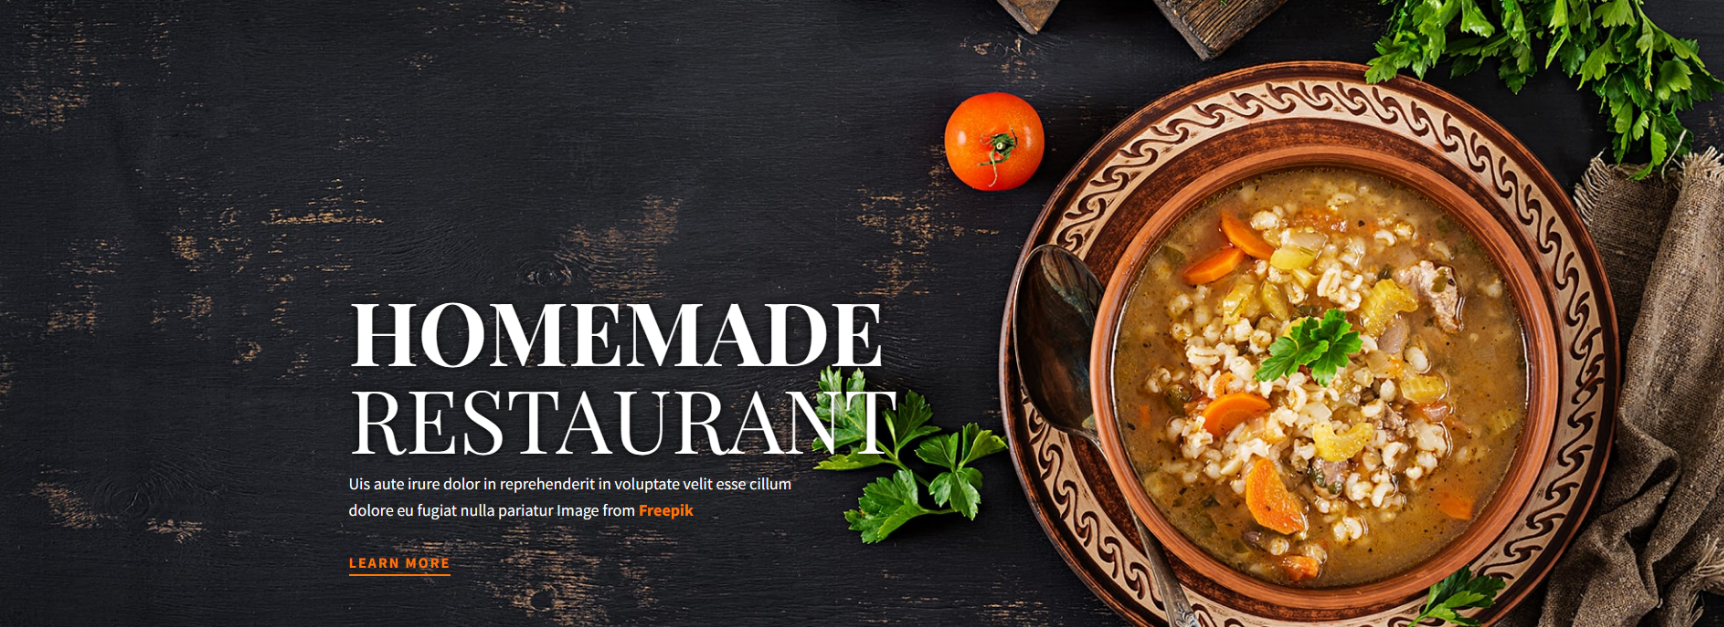 HOMEMADE
RESTAURANT
Uis aute irure dolor in reprehenderit in voluptate velit esse cillum
dolore eu fugiat nulla pariatur Image from Freepik
LEARN MORE